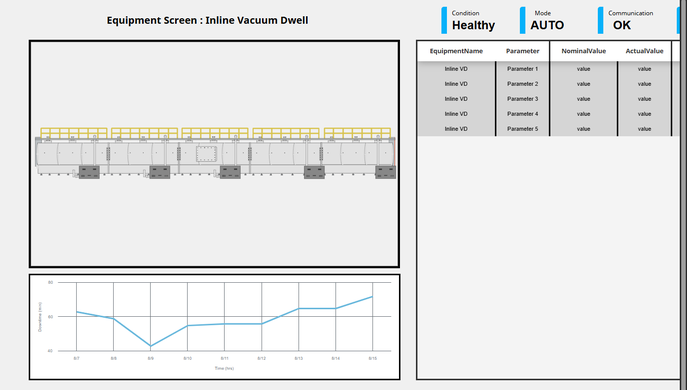 Equipment Screen : Inline Vacuum Dwell
Condition
Healthy
Mode
AUTO
Communication
OK
EquipmentName Parameter NominalValue ActualValue
Inline VD Parameter 1 value value
Inline VD Parameter 2 value value
Inline VD Parameter 3 value value
Inline VD Parameter 4 value value
Inline VD Parameter 5 value value
80
60
40
8/7 8/8 8/9 8/10 8/11 8/12 8/13 8/14 8/15
Time (hrs)